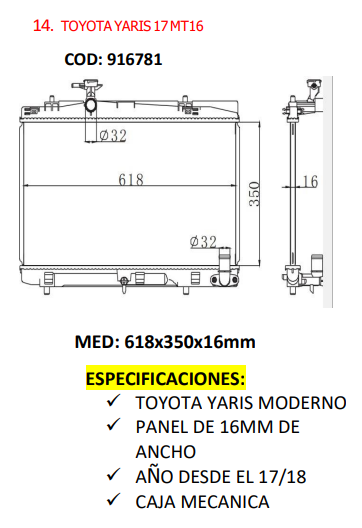 14. TOYOTA YARIS 17 MT16
COD: 916781
Ø32
618
350
16
Ø32
MED: 618x350x16mm
ESPECIFICACIONES:
✓ TOYOTA YARIS MODERNO
✓ PANEL DE 16MM DE
ANCHO
✓ AÑO DESDE EL 17/18
✓ CAJA MECANICA